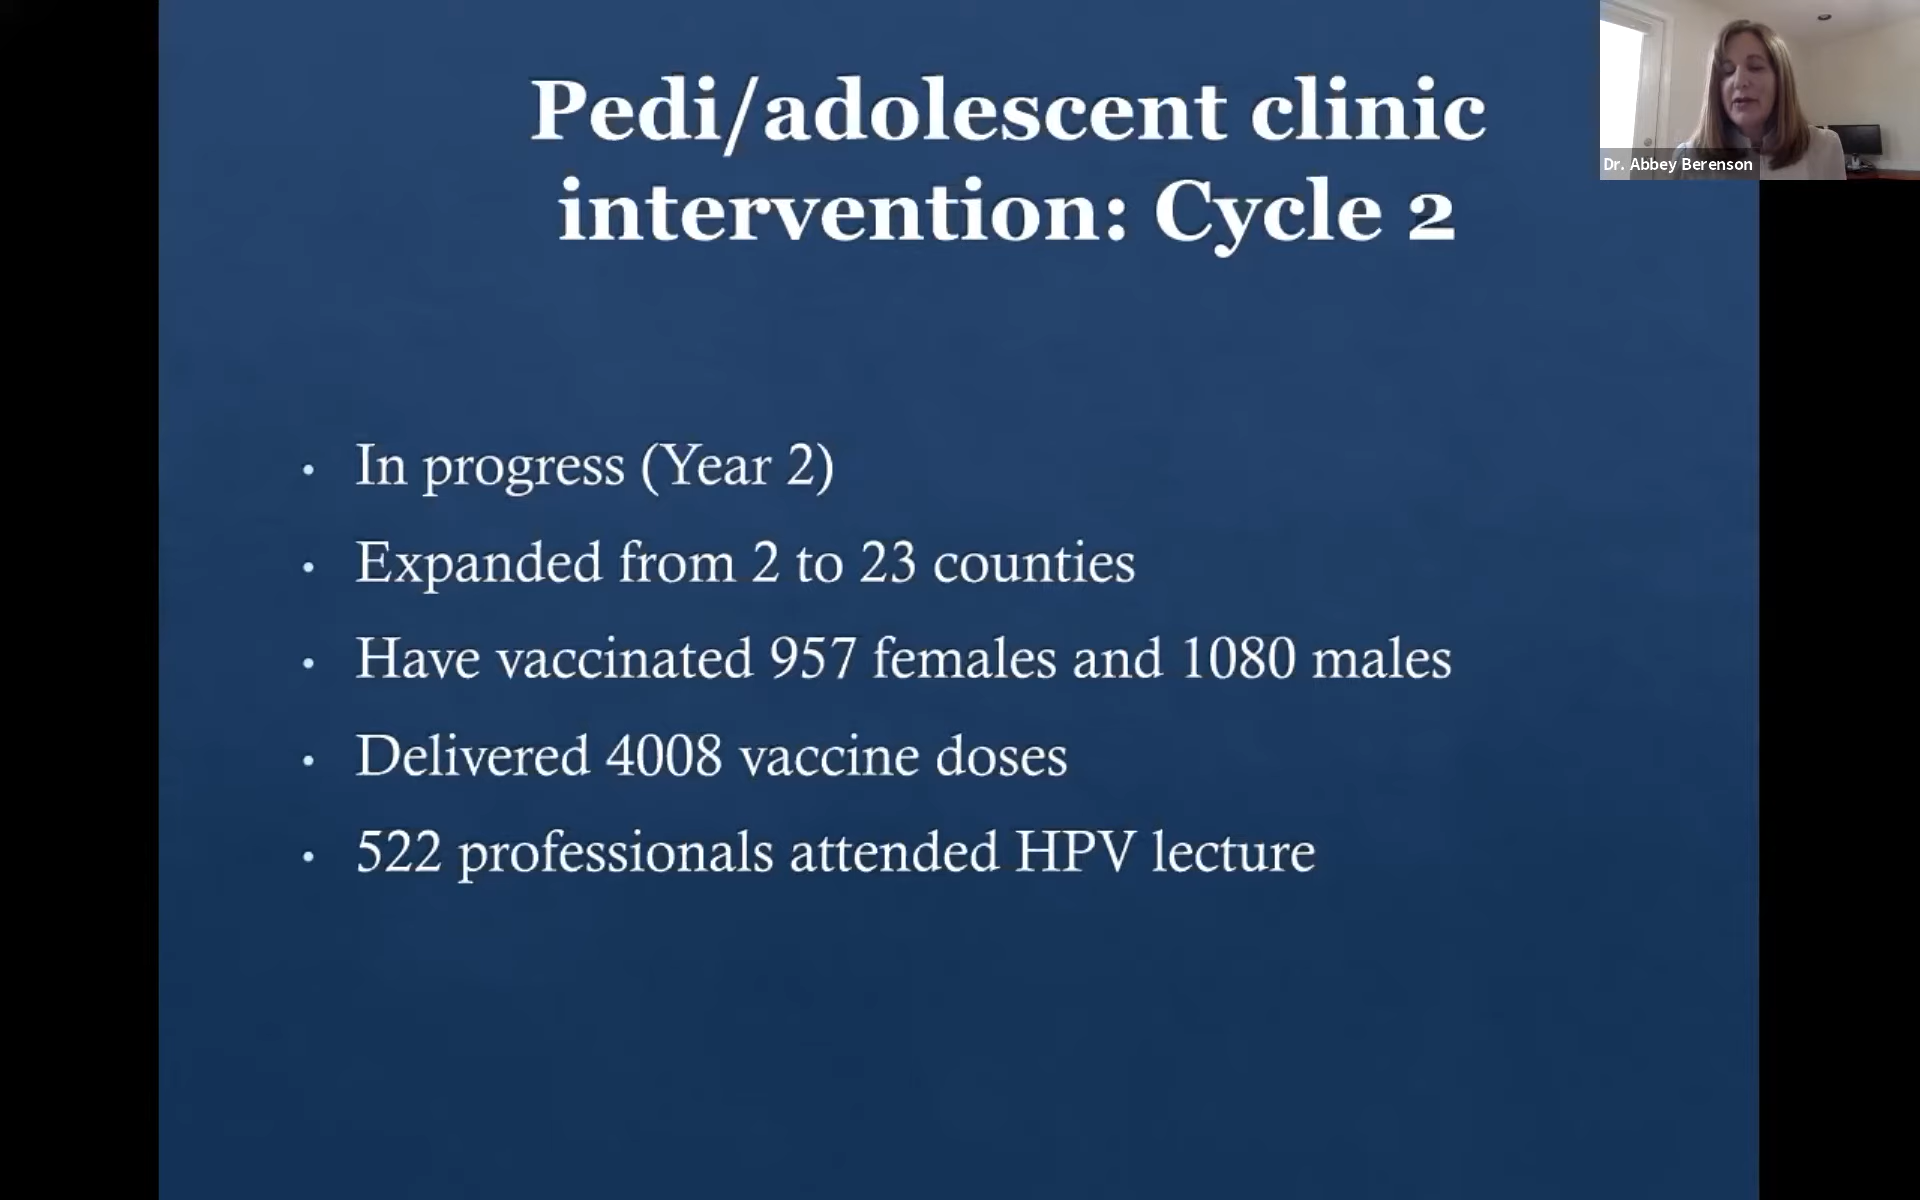 Pedi/adolescent clinic
intervention: Cycle 2
Dr. Abbey Berenson
• In progress (Year 2)
• Expanded from 2 to 23 counties
• Have vaccinated 957 females and 1080 males
• Delivered 4008 vaccine doses
• 522 professionals attended HPV lecture